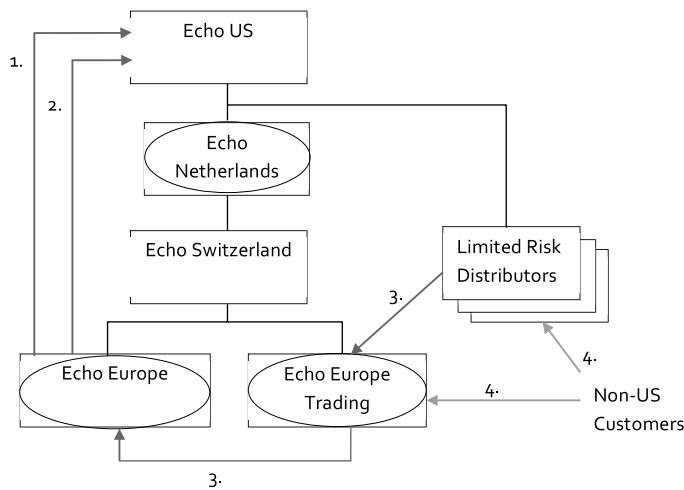 Echo US
1.
2.
Echo
Netherlands
Echo Switzerland
Limited Risk
Distributors
3.
4.
Echo Europe
Echo Europe
Trading
4.
Non-US
Customers
3.